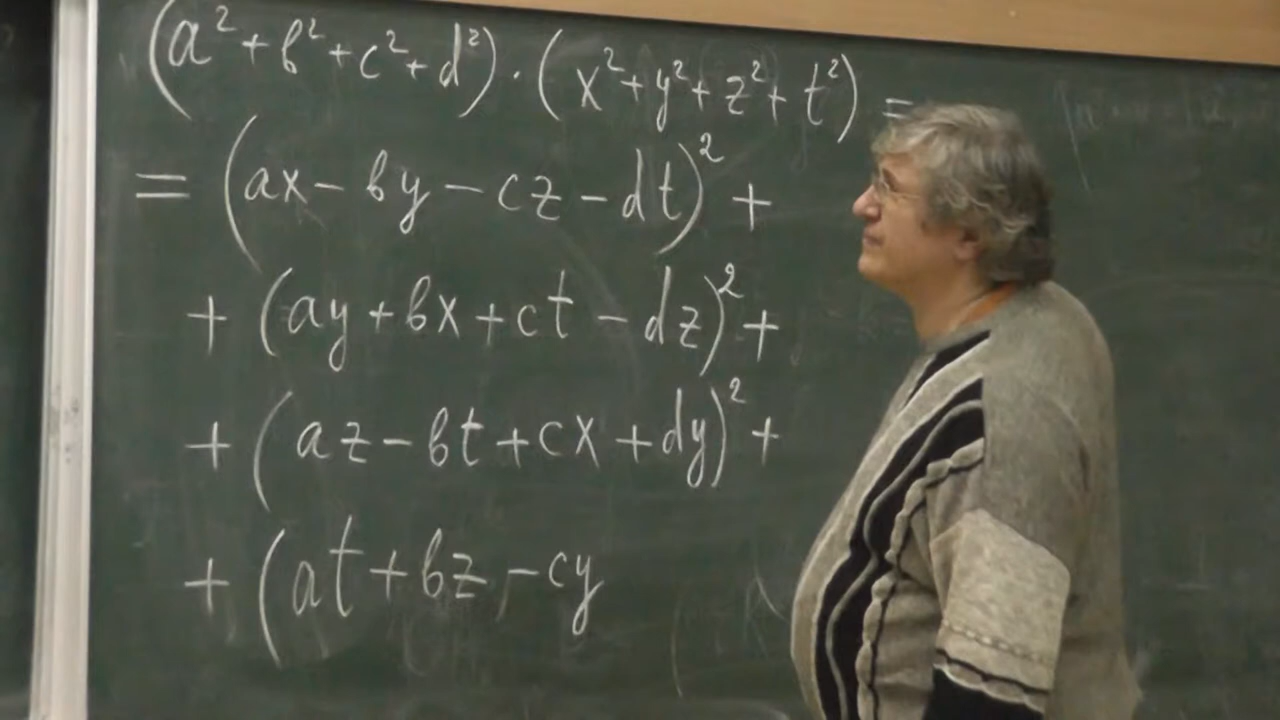 (a² + b² + c² + d²) · (x² + y² + z² + t²) =
= (ax − by − cz − dt)² +
+ (ay + bx + ct − dz)² +
+ (az − bt + cx + dy)² +
+ (at + bz − cy